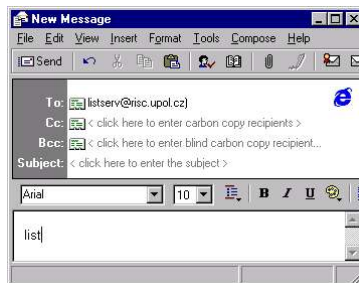 New Message
File Edit View Insert Format Tools Compose Help
Send
To: listserv@risc.upol.cz)
Cc: < click here to enter carbon copy recipients >
Bcc: < click here to enter blind carbon copy recipient...
Subject: < click here to enter the subject >
Arial 10 B I U
list